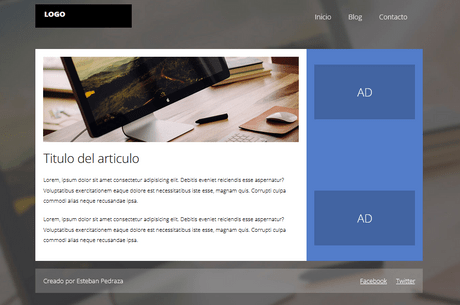 LOGO
Inicio Blog Contacto
AD
Titulo del articulo
Lorem, ipsum dolor sit amet consectetur adipisicing elit. Debitis eveniet reiciendis esse aspernatur?
Voluptatibus exercitationem eaque dolore est necessitatibus iste esse, magnam quis. Corrupti culpa
commodi alias neque recusandae ipsa.
Lorem, ipsum dolor sit amet consectetur adipisicing elit. Debitis eveniet reiciendis esse aspernatur?
Voluptatibus exercitationem eaque dolore est necessitatibus iste esse, magnam quis. Corrupti culpa
commodi alias neque recusandae ipsa.
AD
Creado por Esteban Pedraza
Facebook Twitter